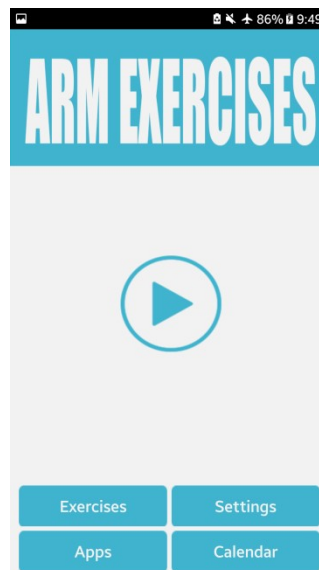 86% 9:49
ARM EXERCISES
Exercises
Settings
Apps
Calendar